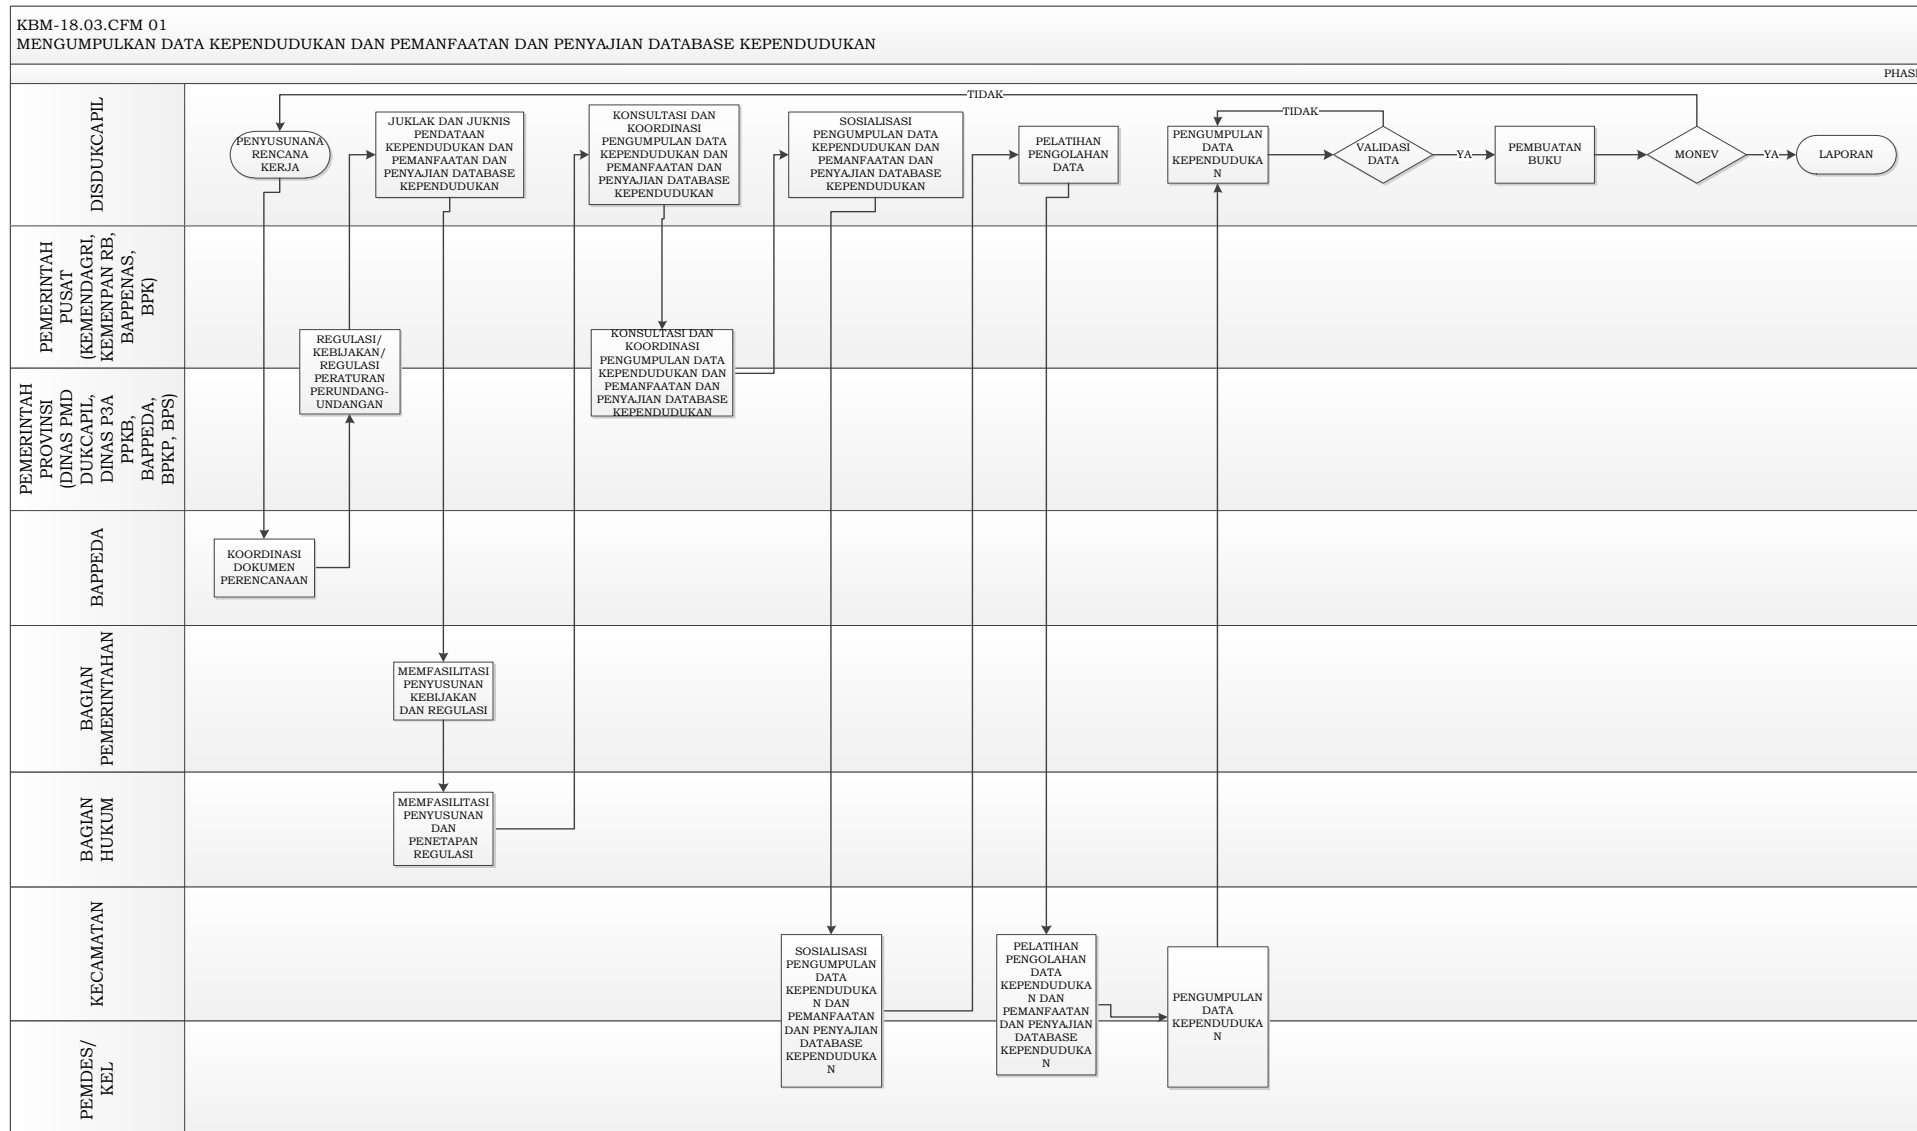 KBM-18.03.CFM 01
MENGUMPULKAN DATA KEPENDUDUKAN DAN PEMANFAATAN DAN PENYAJIAN DATABASE KEPENDUDUKAN
PHASE
DISDUKCAPIL
PENYUSUNANA
RENCANA
KERJA
JUKLAK DAN JUKNIS
PENDATAAN
KEPENDUDUKAN DAN
PEMANFAATAN DAN
PENYAJIAN DATABASE
KEPENDUDUKAN
KONSULTASI DAN
KOORDINASI
PENGUMPULAN DATA
KEPENDUDUKAN DAN
PEMANFAATAN DAN
PENYAJIAN DATABASE
KEPENDUDUKAN
SOSIALISASI
PENGUMPULAN DATA
KEPENDUDUKAN DAN
PEMANFAATAN DAN
PENYAJIAN DATABASE
KEPENDUDUKAN
TIDAK
PELATIHAN
PENGOLAHAN
DATA
PENGUMPULAN
DATA
KEPENDUDUKA
N
TIDAK
VALIDASI
DATA
YA
PEMBUATAN
BUKU
MONEV
YA
LAPORAN
PEMERINTAH
PUSAT
(KEMENDAGRI,
KEMENPAN RB,
BAPPENAS,
BPK)
REGULASI/
KEBIJAKAN/
REGULASI
PERATURAN
PERUNDANG-
UNDANGAN
KONSULTASI DAN
KOORDINASI
PENGUMPULAN DATA
KEPENDUDUKAN DAN
PEMANFAATAN DAN
PENYAJIAN DATABASE
KEPENDUDUKAN
PEMERINTAH
PROVINSI
(DINAS PMD
DUKCAPIL,
DINAS P3A
PPKB,
BAPPEDA,
BPKP, BPS)
BAPPEDA
KOORDINASI
DOKUMEN
PERENCANAAN
BAGIAN
PEMERINTAHAN
MEMFASILITASI
PENYUSUNAN
KEBIJAKAN
DAN REGULASI
BAGIAN
HUKUM
MEMFASILITASI
PENYUSUNAN
DAN
PENETAPAN
REGULASI
KECAMATAN
SOSIALISASI
PENGUMPULAN
DATA
KEPENDUDUKA
N DAN
PEMANFAATAN
DAN PENYAJIAN
DATABASE
KEPENDUDUKA
N
PELATIHAN
PENGOLAHAN
DATA
KEPENDUDUKA
N DAN
PEMANFAATAN
DAN PENYAJIAN
DATABASE
KEPENDUDUKA
N
PENGUMPULAN
DATA
KEPENDUDUKA
N
PEMDES/
KEL